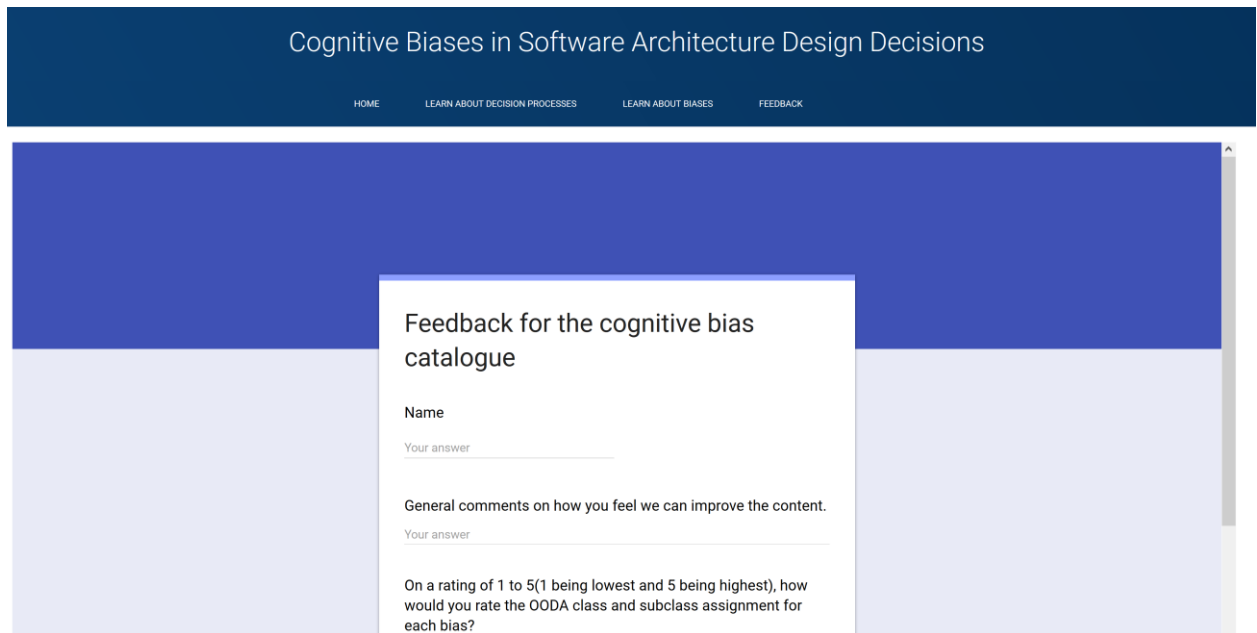 Cognitive Biases in Software Architecture Design Decisions
HOME LEARN ABOUT DECISION PROCESSES LEARN ABOUT BIASES FEEDBACK
Feedback for the cognitive bias
catalogue
Name
Your answer
General comments on how you feel we can improve the content.
Your answer
On a rating of 1 to 5(1 being lowest and 5 being highest), how
would you rate the OODA class and subclass assignment for
each bias?